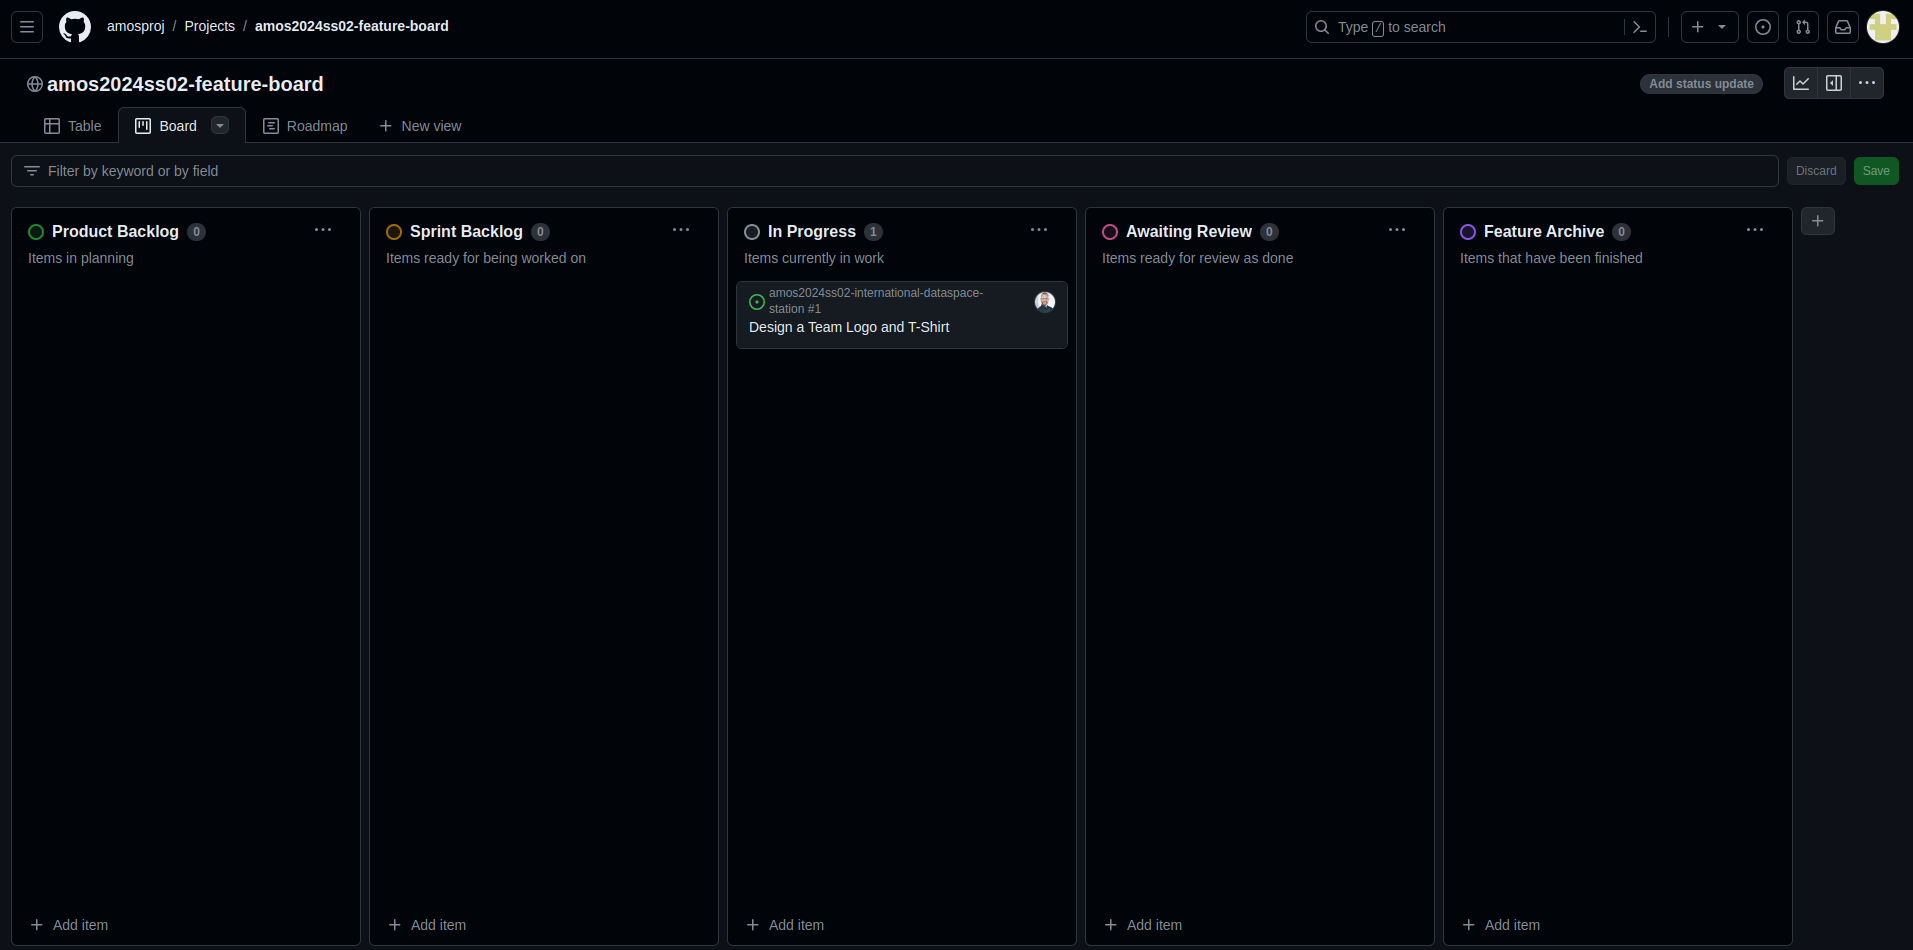 amosproj / Projects / amos2024ss02-feature-board
Type / to search
amos2024ss02-feature-board
Add status update
Table
Board
Roadmap
New view
Filter by keyword or by field
Discard
Save
Product Backlog 0
Items in planning
Sprint Backlog 0
Items ready for being worked on
In Progress 1
Items currently in work
amos2024ss02-international-dataspace-
station #1
Design a Team Logo and T-Shirt
Awaiting Review 0
Items ready for review as done
Feature Archive 0
Items that have been finished
Add item
Add item
Add item
Add item
Add item